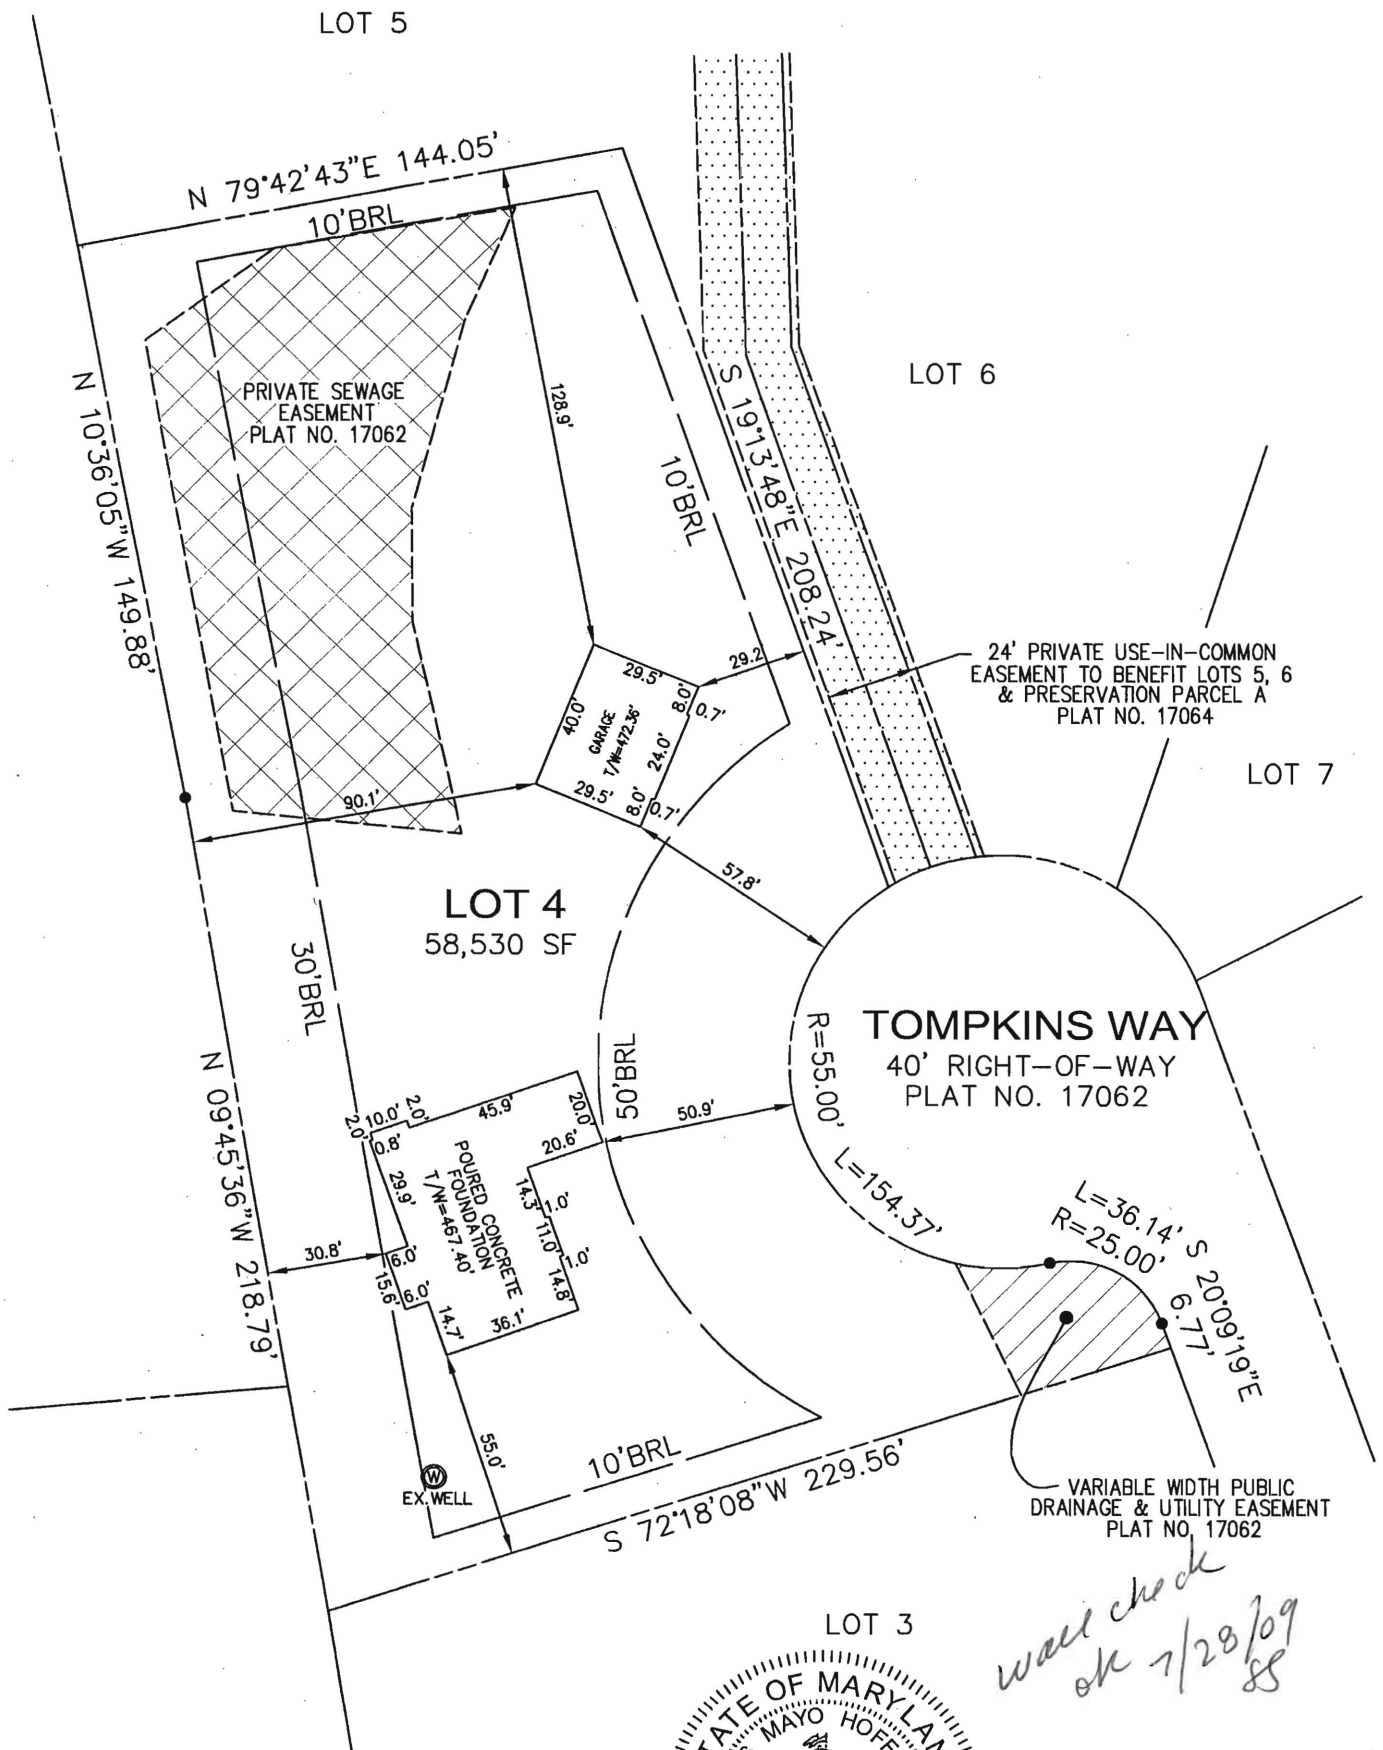 LOT 5
N 79°42'43"E 144.05'
10'BRL
PRIVATE SEWAGE
EASEMENT
PLAT NO. 17062
128.9'
LOT 6
S 19°13'48"E 208.24'
10'BRL
N 10°36'05"W 149.88'
24' PRIVATE USE-IN-COMMON
EASEMENT TO BENEFIT LOTS 5, 6
& PRESERVATION PARCEL A
PLAT NO. 17064
29.5'
29.2
8.0'
0.7'
40.0'
GARAGE
T/W=472.36'
24.0'
29.5'
8.0'
0.7'
LOT 7
90.1'
57.8'
LOT 4
58,530 SF
30'BRL
TOMPKINS WAY
40' RIGHT-OF-WAY
PLAT NO. 17062
R=55.00'
50'BRL
50.9'
N 09°45'36"W 218.79'
2.0'
10.0'
2.0'
45.9'
20.0'
0.8'
20.6'
29.9'
POURED CONCRETE
FOUNDATION
T/W=467.40'
14.3'
1.0'
11.0'
1.0'
14.8'
30.8'
6.0'
15.6'
6.0'
14.7'
36.1'
L=154.37'
L=36.14'
R=25.00'
S 20°09'19"E
6.77'
55.0'
W
EX.WELL
10'BRL
S 72°18'08"W 229.56'
VARIABLE WIDTH PUBLIC
DRAINAGE & UTILITY EASEMENT
PLAT NO. 17062
wall check
ok 7/28/09
SS
LOT 3
TATE OF MARYLAN
MAYO HOFF